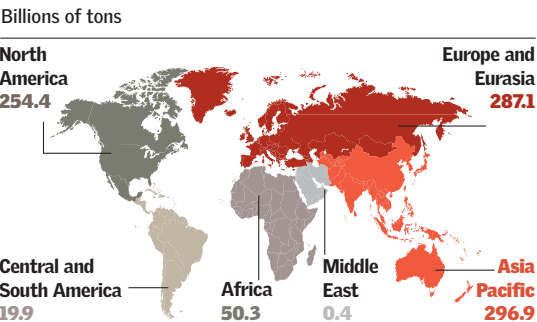 Billions of tons
North
America
254.4
Europe and
Eurasia
287.1
Central and
South America
19.9
Africa
50.3
Middle
East
0.4
Asia
Pacific
296.9